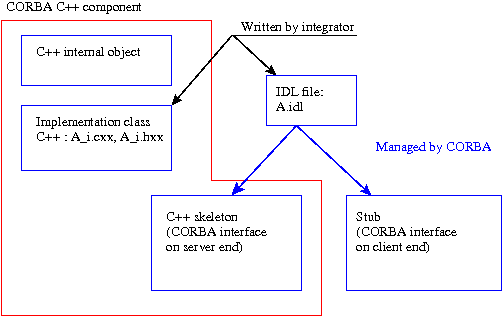 CORBA C++ component
Written by integrator
C++ internal object
IDL file:
A.idl
Implementation class
C++ : A_i.cxx, A_i.hxx
Managed by CORBA
C++ skeleton
(CORBA interface
on server end)
Stub
(CORBA interface
on client end)